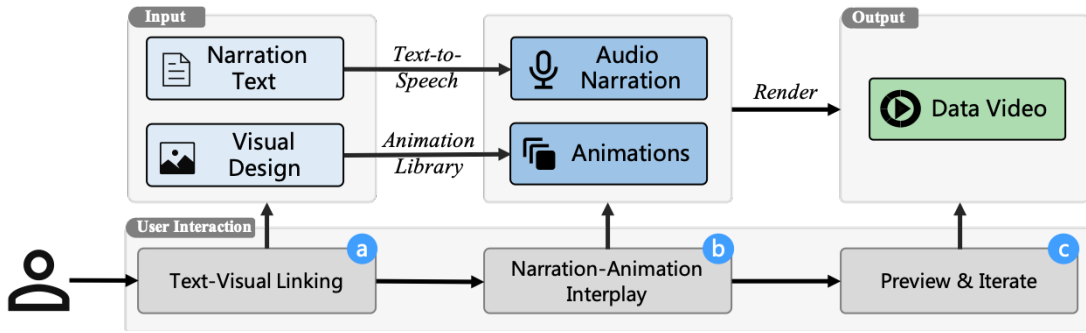 Input
Narration
Text
Visual
Design
Text-to-
Speech
Animation
Library
Audio
Narration
Animations
Render
Output
Data Video
User Interaction
a
Text-Visual Linking
b
Narration-Animation
Interplay
c
Preview & Iterate